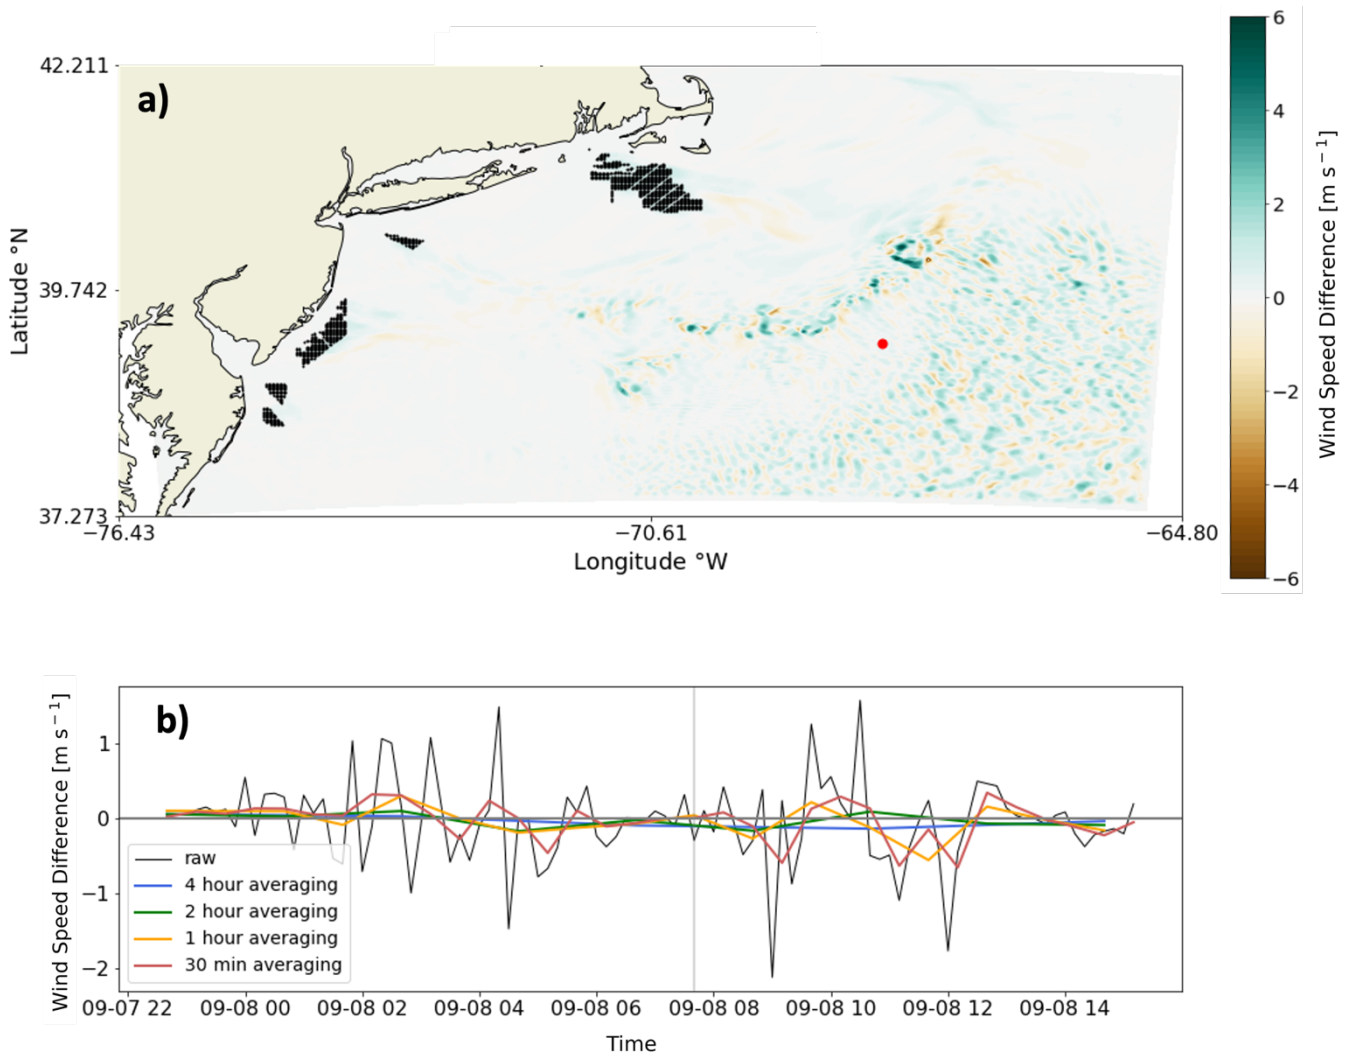 a)
42.211
39.742
37.273
Latitude °N
−76.43
−70.61
−64.80
Longitude °W
6
4
2
0
−2
−4
−6
Wind Speed Difference [m s−1]
b)
1
0
−1
−2
Wind Speed Difference [m s−1]
raw
4 hour averaging
2 hour averaging
1 hour averaging
30 min averaging
09-07 22
09-08 00
09-08 02
09-08 04
09-08 06
09-08 08
09-08 10
09-08 12
09-08 14
Time